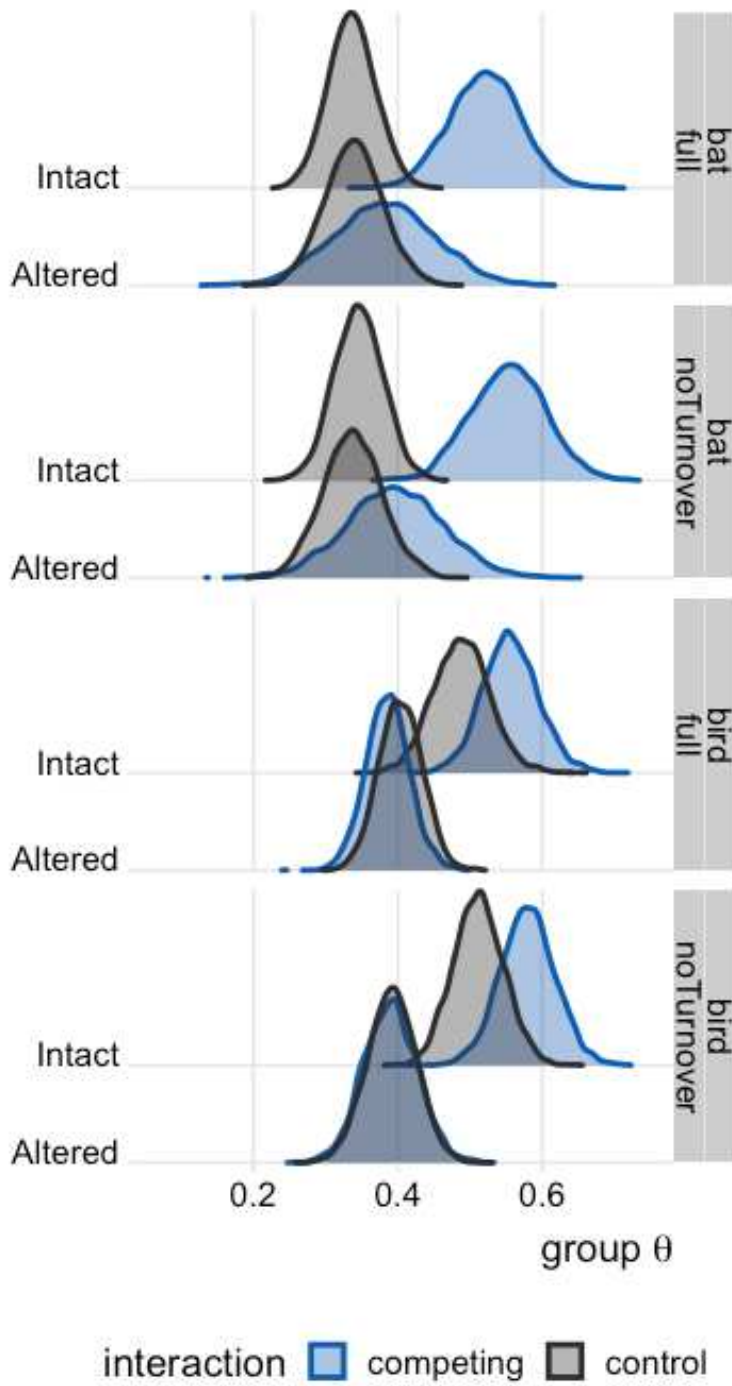 Intact
Altered
bat
full
Intact
Altered
bat
noTurnover
Intact
Altered
bird
full
Intact
Altered
bird
noTurnover
0.2 0.4 0.6
group θ
interaction competing control